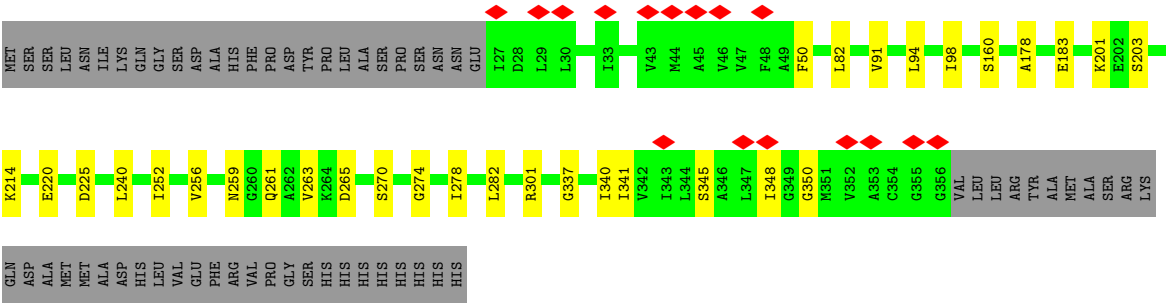 MET SER SER LEU ASN ILE LYS GLN GLY SER ASP ALA HIS PHE PRO ASP TYR PRO LEU ALA SER PRO SER ASN ASN GLU I27 D28 L29 L30 I33 V43 M44 A45 V46 V47 F48 A49 F50 L82 V91 L94 I98 S160 A178 E183 K201 E202 S203
K214 E220 D225 L240 I252 V256 N259 G260 Q261 A262 V263 K264 D265 S270 G274 I278 L282 R301 G337 I340 I341 V342 I343 L344 S345 A346 L347 I348 G349 G350 M351 V352 A353 C354 G355 G356 VAL LEU LEU ARG TYR ALA MET ALA SER ARG LYS
GLN ASP ALA MET MET ALA ASP HIS LEU VAL GLU PHE ARG VAL PRO GLY SER HIS HIS HIS HIS HIS HIS HIS HIS